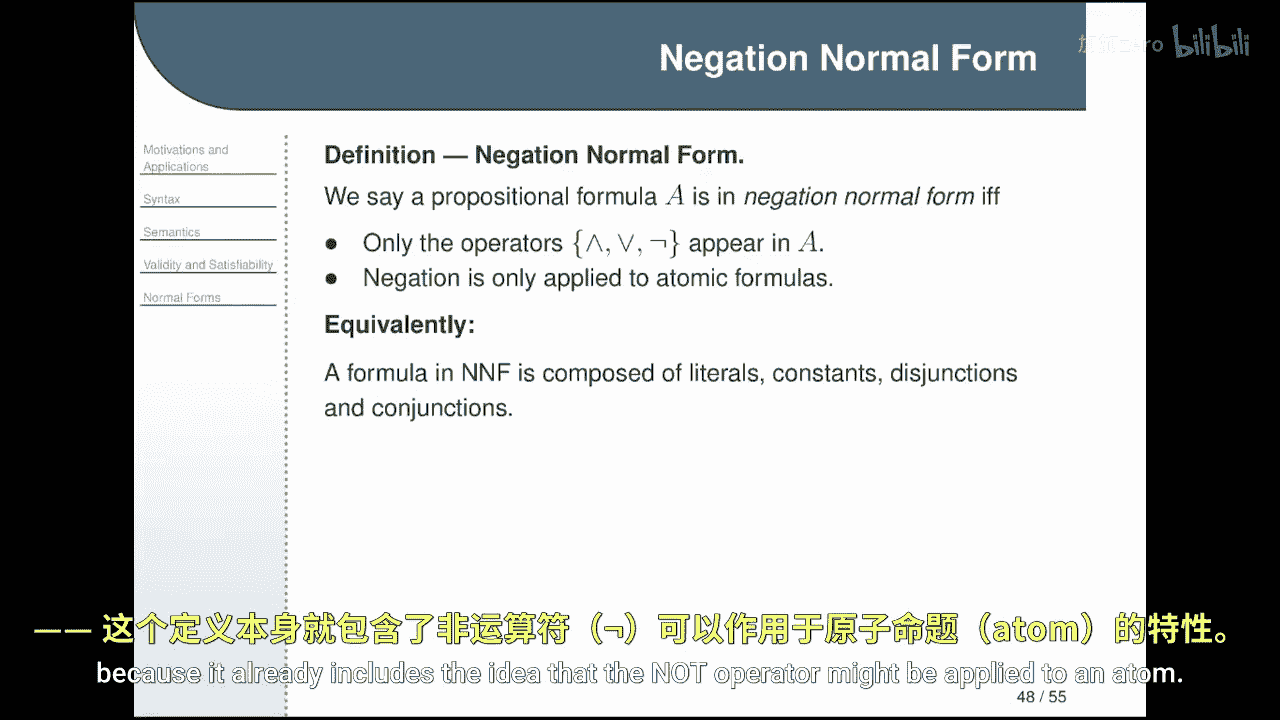 Negation Normal Form
bilibili
Motivations and
Applications
Syntax
Semantics
Validity and Satisfiability
Normal Forms
Definition — Negation Normal Form.
We say a propositional formula A is in negation normal form iff
• Only the operators {∧, ∨, ¬} appear in A.
• Negation is only applied to atomic formulas.
Equivalently:
A formula in NNF is composed of literals, constants, disjunctions
and conjunctions.
—— 这个定义本身就包含了非运算符（¬）可以作用于原子命题（atom）的特性。
because it already includes the idea that the NOT operator might be applied to an atom.
48 / 55